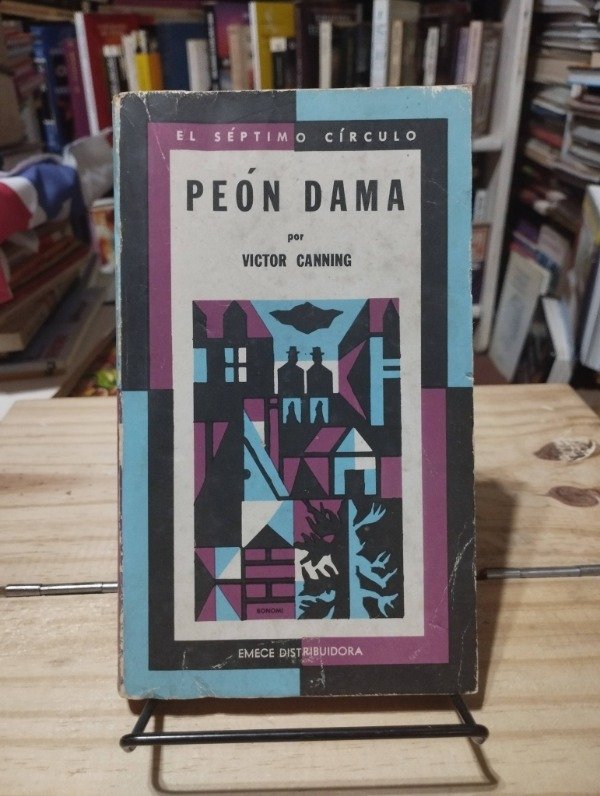 EL SÉPTIMO CÍRCULO
PEÓN DAMA
por
VICTOR CANNING
BONOMI
EMECE DISTRIBUIDORA